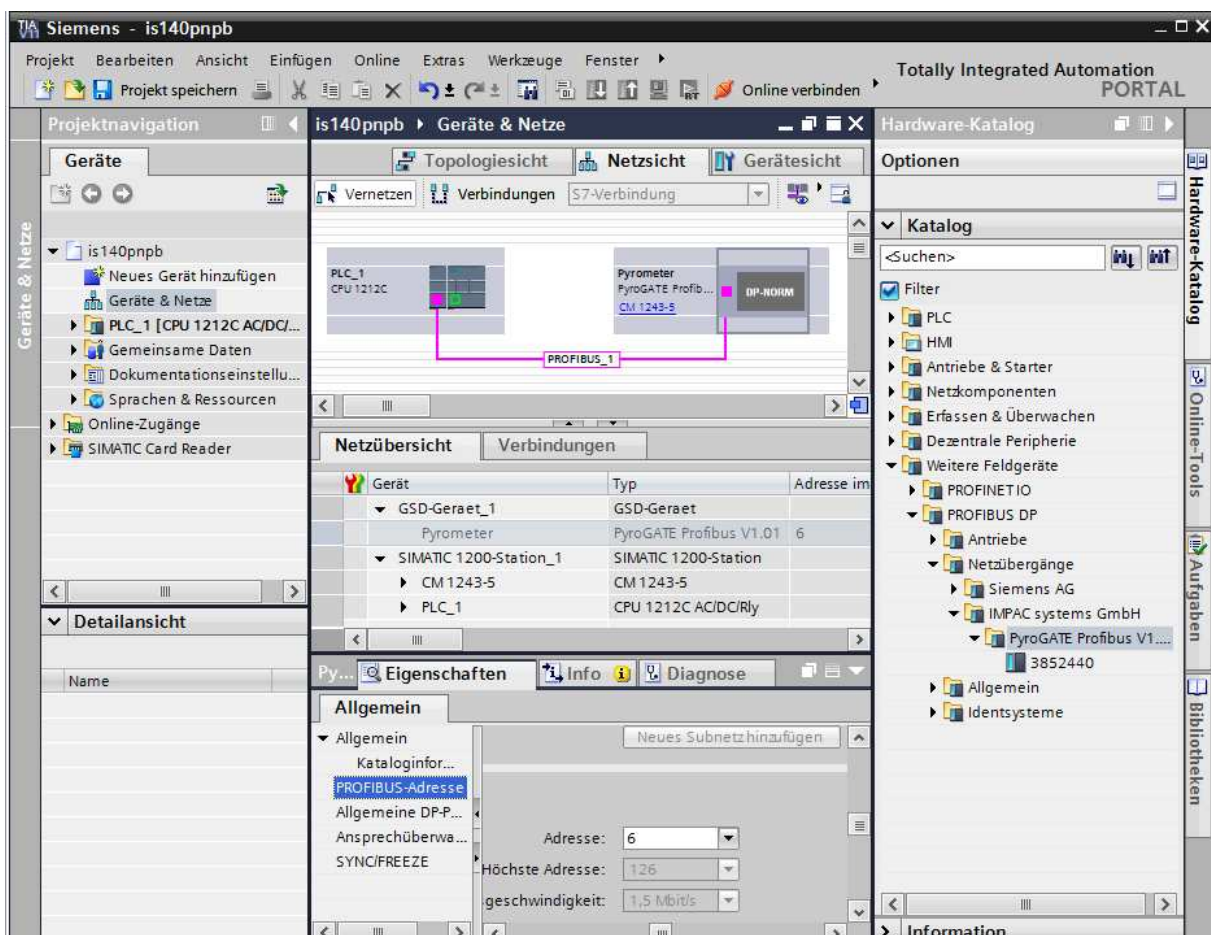 Siemens - is140pnpb
Projekt Bearbeiten Ansicht Einfügen Online Extras Werkzeuge Fenster
Totally Integrated Automation
PORTAL
Projekt speichern
Online verbinden
Projektnavigation
Geräte
Geräte & Netze
is140pnpb
Neues Gerät hinzufügen
Geräte & Netze
PLC_1 [CPU 1212C AC/DC/...
Gemeinsame Daten
Dokumentationseinstellu...
Sprachen & Ressourcen
Online-Zugänge
SIMATIC Card Reader
Detailansicht
Name
is140pnpb Geräte & Netze
Topologiesicht Netzsicht Gerätesicht
Vernetzen Verbindungen S7-Verbindung
PLC_1
CPU 1212C
Pyrometer
PyroGATE Profib...
CM 1243-5
DP-NORM
PROFIBUS_1
Netzübersicht Verbindungen
Gerät Typ Adresse im
GSD-Geraet_1 GSD-Geraet
Pyrometer PyroGATE Profibus V1.01 6
SIMATIC 1200-Station_1 SIMATIC 1200-Station
CM 1243-5 CM 1243-5
PLC_1 CPU 1212C AC/DC/Rly
Py... Eigenschaften Info Diagnose
Allgemein
Allgemein
Kataloginfor...
PROFIBUS-Adresse
Allgemeine DP-P...
Ansprechüberwa...
SYNC/FREEZE
Neues Subnetz hinzufügen
Adresse: 6
Höchste Adresse: 126
geschwindigkeit: 1,5 Mbit/s
Hardware-Katalog
Optionen
Katalog
<Suchen>
Filter
PLC
HMI
Antriebe & Starter
Netzkomponenten
Erfassen & Überwachen
Dezentrale Peripherie
Weitere Feldgeräte
PROFINET IO
PROFIBUS DP
Antriebe
Netzübergänge
Siemens AG
IMPAC systems GmbH
PyroGATE Profibus V1....
3852440
Allgemein
Identsysteme
Information
Hardware-Katalog
Online-Tools
Aufgaben
Bibliotheken